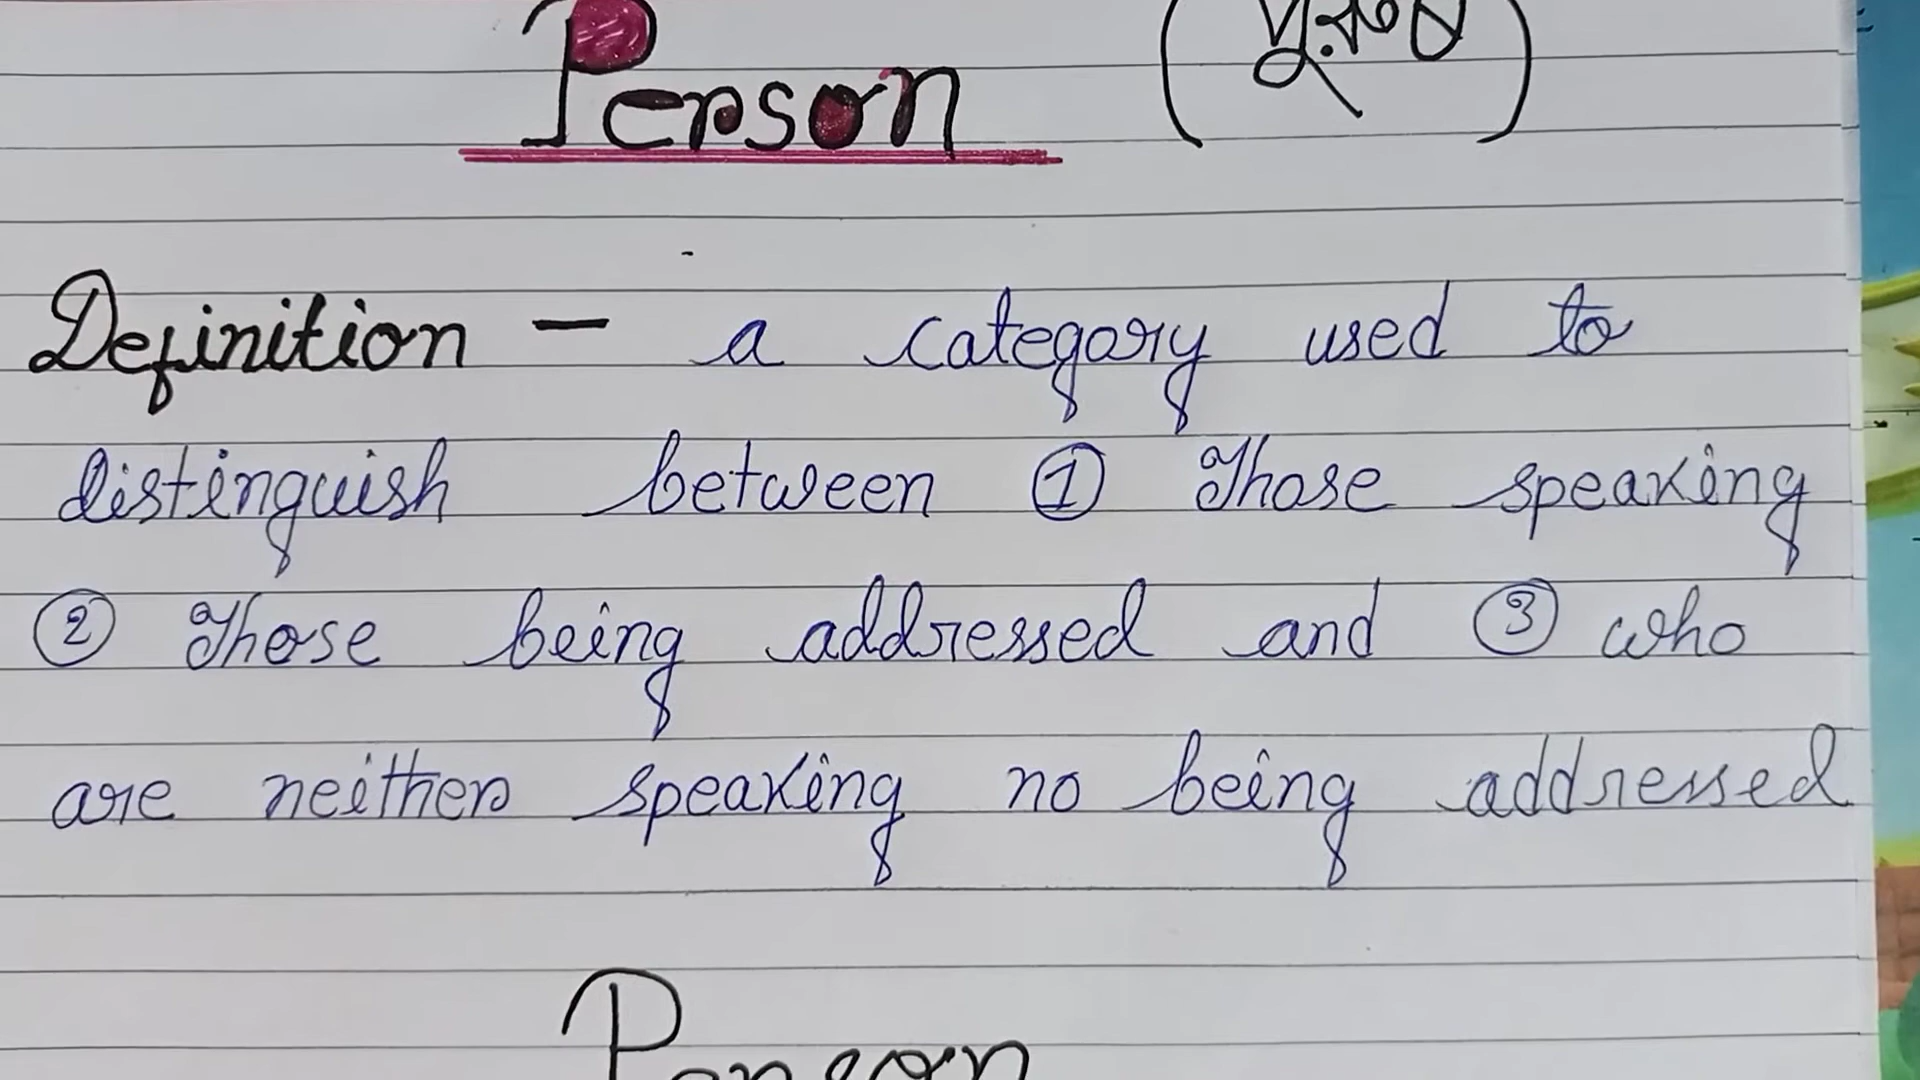 Person (পুরুষ)
Definition — a category used to
distinguish between ① Those speaking
② Those being addressed and ③ who
are neither speaking no being addressed
Person